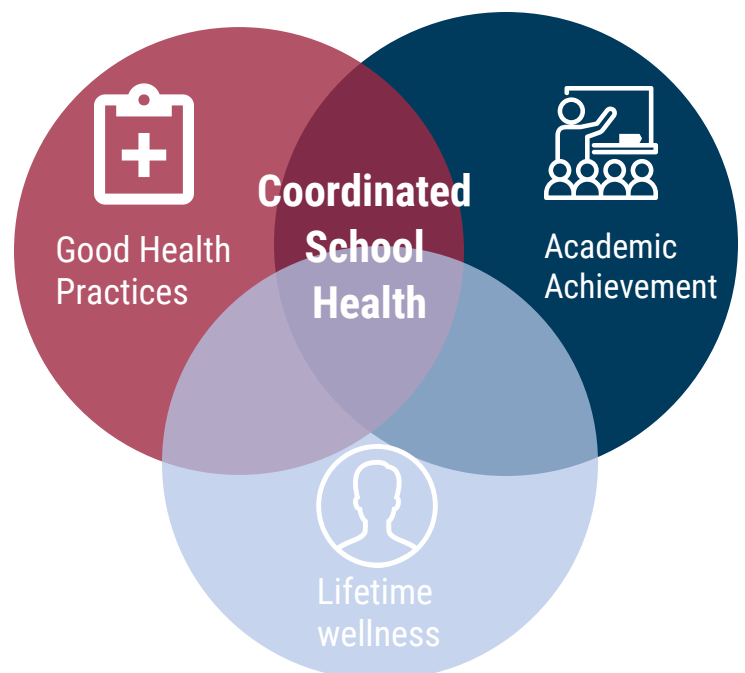 Coordinated
School
Health
Good Health
Practices
Academic
Achievement
Lifetime
wellness